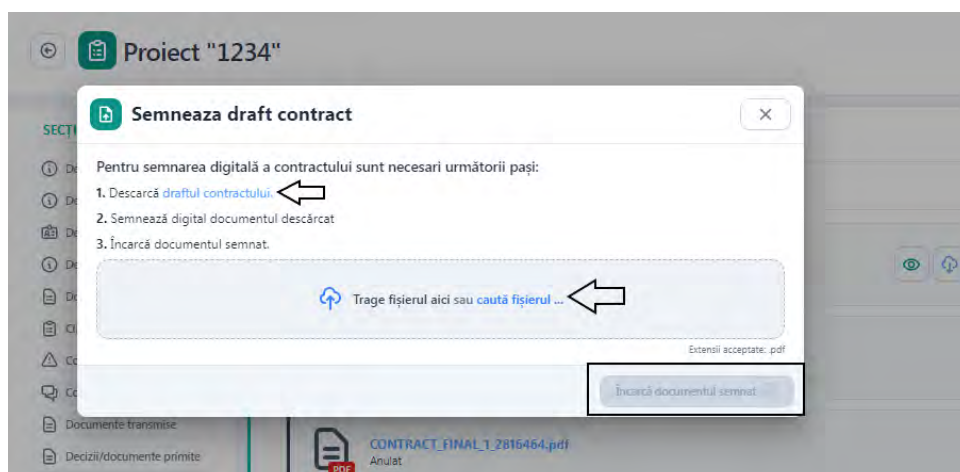 Proiect "1234"
Semneaza draft contract
SECȚI
Pentru semnarea digitală a contractului sunt necesari următorii pași:
1. Descarcă draftul contractului.
2. Semnează digital documentul descărcat
3. Încarcă documentul semnat.
Trage fișierul aici sau caută fișierul ...
Extensii acceptate: .pdf
Încarcă documentul semnat
Documente transmise
CONTRACT_FINAL_1_2816464.pdf
Decizii/documente primite
Anulat
PDF